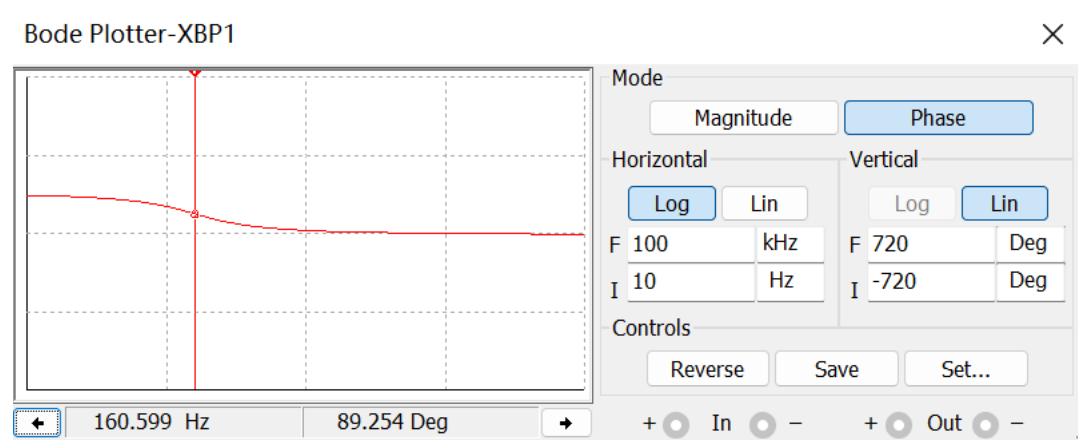 Bode Plotter-XBP1
Mode
Magnitude Phase
Horizontal Vertical
Log Lin Log Lin
F 100 kHz F 720 Deg
I 10 Hz I -720 Deg
Controls
Reverse Save Set...
160.599 Hz 89.254 Deg + In − + Out −